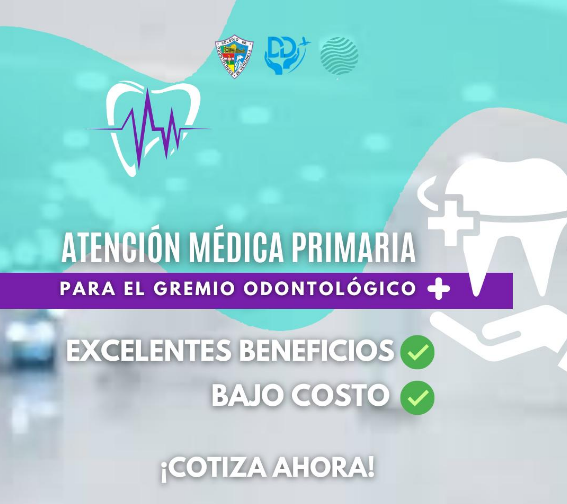 ATENCIÓN MÉDICA PRIMARIA
PARA EL GREMIO ODONTOLÓGICO
EXCELENTES BENEFICIOS
BAJO COSTO
¡COTIZA AHORA!